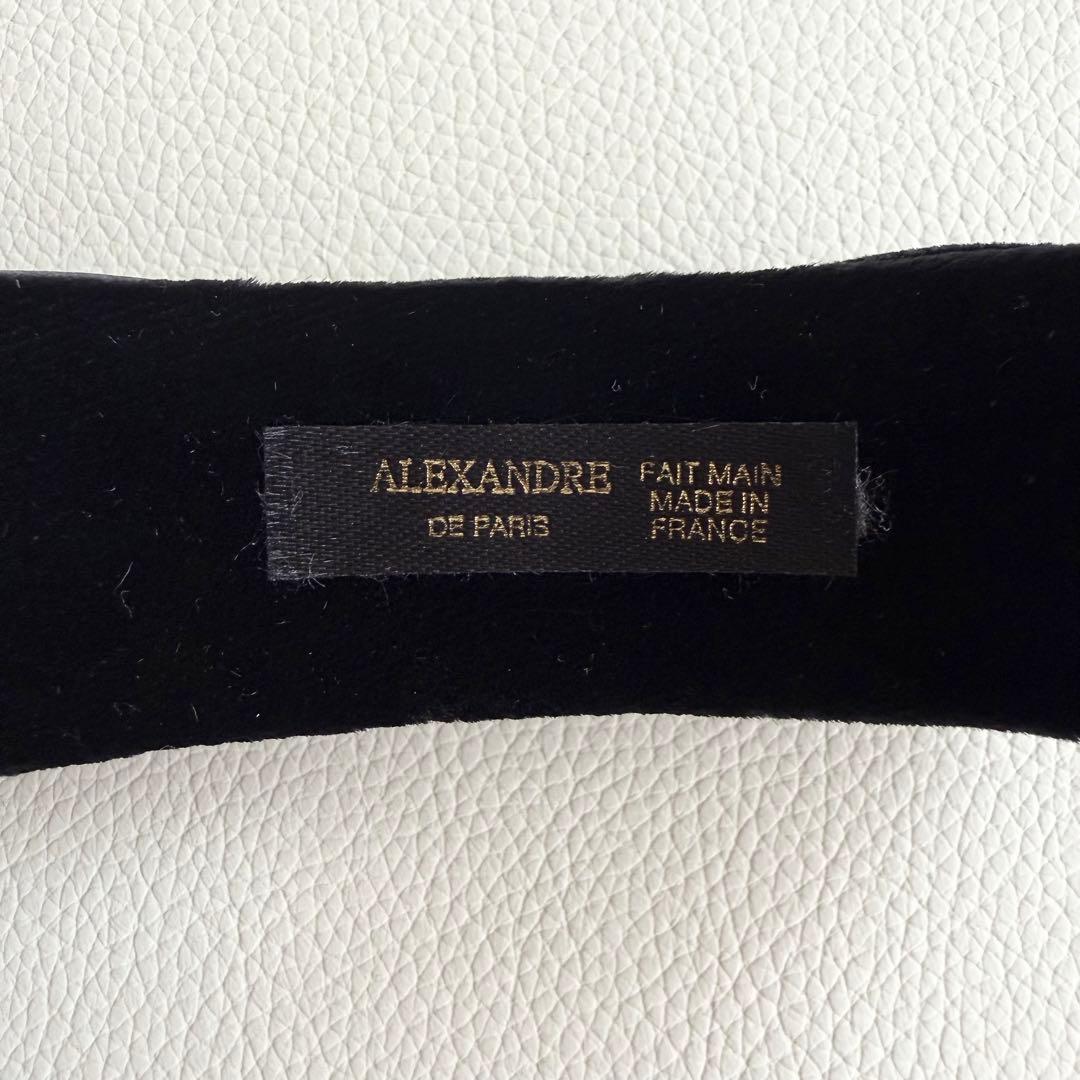 ALEXANDRE
DE PARIS
FAIT MAIN
MADE IN
FRANCE